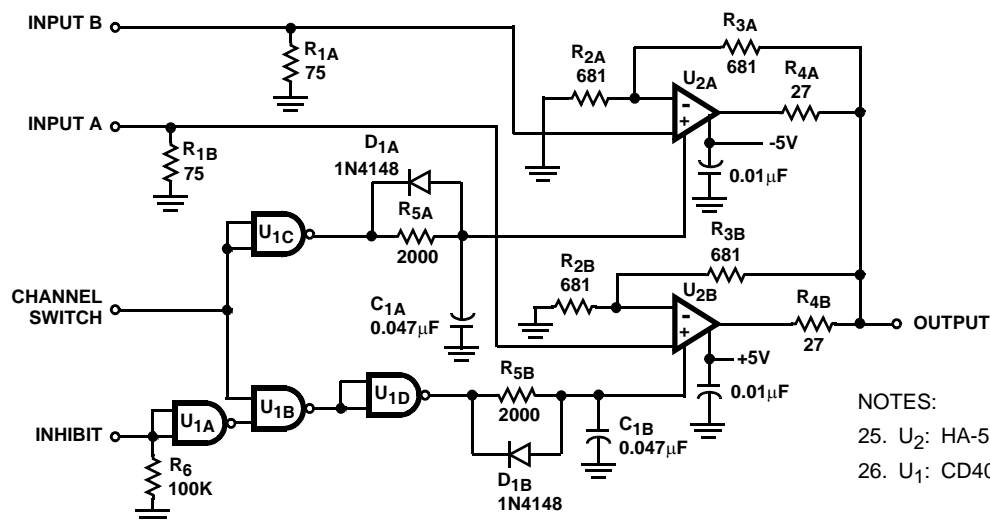 INPUT B
R1A
75
INPUT A
R1B
75
D1A
1N4148
R5A
2000
U1C
C1A
0.047µF
CHANNEL
SWITCH
INHIBIT
U1A
R6
100K
U1B
U1D
R5B
2000
D1B
1N4148
C1B
0.047µF
R2A
681
R3A
681
U2A
-
+
R4A
27
-5V
0.01µF
R2B
681
R3B
681
U2B
-
+
R4B
27
OUTPUT
+5V
0.01µF
NOTES:
25. U2: HA-5
26. U1: CD40